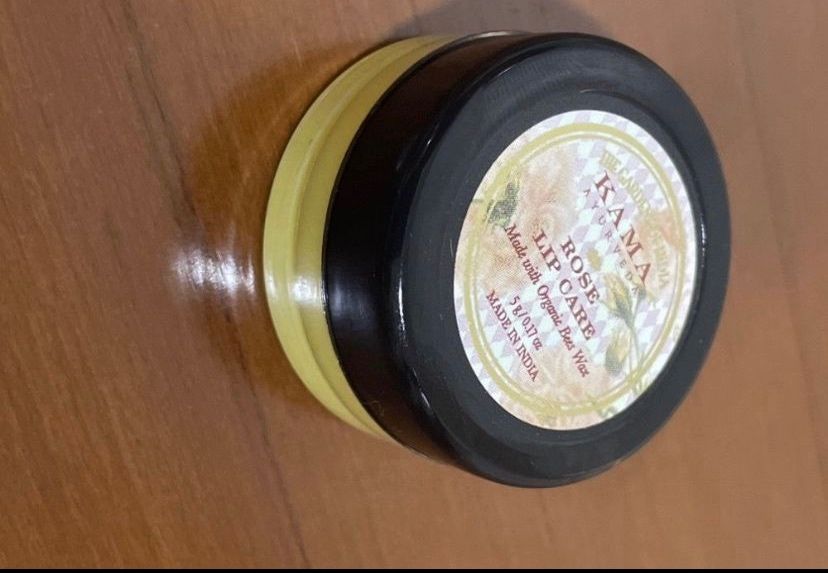 KAMA
AYURVEDA
ROSE
LIP CARE
Made with Organic Bees Wax
5 g/0.17 oz
MADE IN INDIA